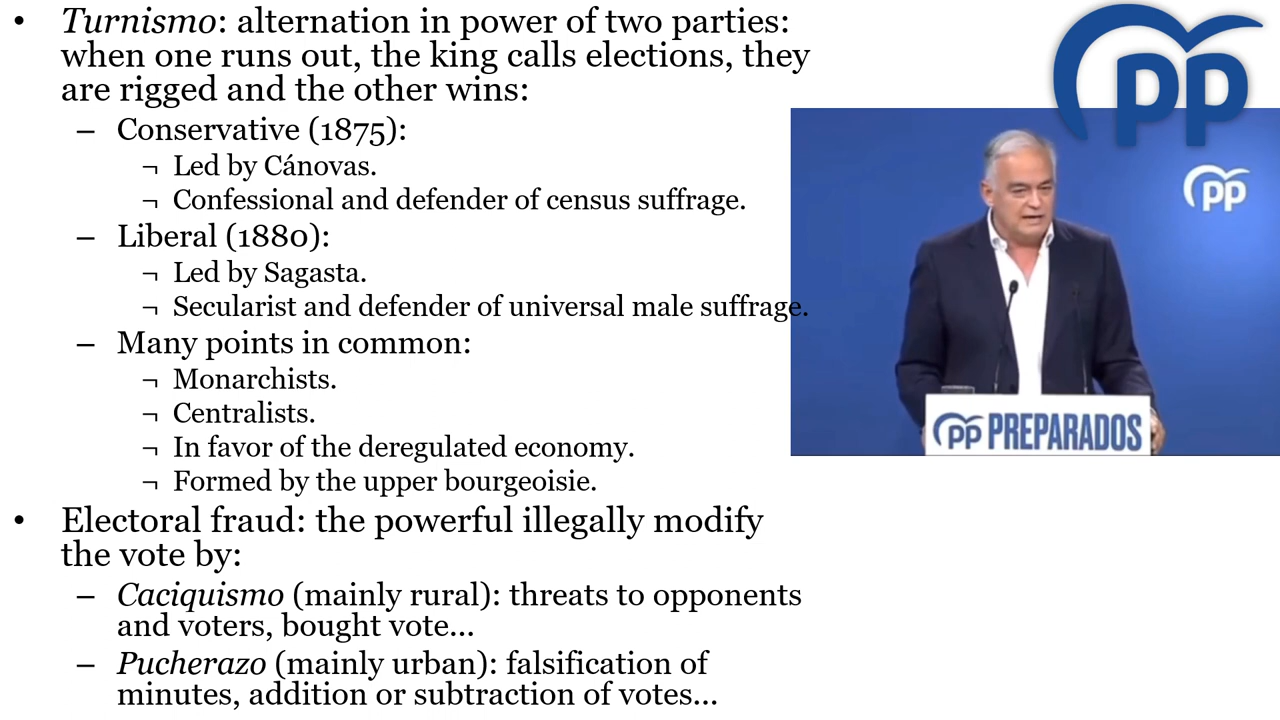 • Turnismo: alternation in power of two parties:
when one runs out, the king calls elections, they
are rigged and the other wins:
– Conservative (1875):
¬ Led by Cánovas.
¬ Confessional and defender of census suffrage.
– Liberal (1880):
¬ Led by Sagasta.
¬ Secularist and defender of universal male suffrage.
– Many points in common:
¬ Monarchists.
¬ Centralists.
¬ In favor of the deregulated economy.
¬ Formed by the upper bourgeoisie.
• Electoral fraud: the powerful illegally modify
the vote by:
– Caciquismo (mainly rural): threats to opponents
and voters, bought vote...
– Pucherazo (mainly urban): falsification of
minutes, addition or subtraction of votes...
pp
pp
pp PREPARADOS